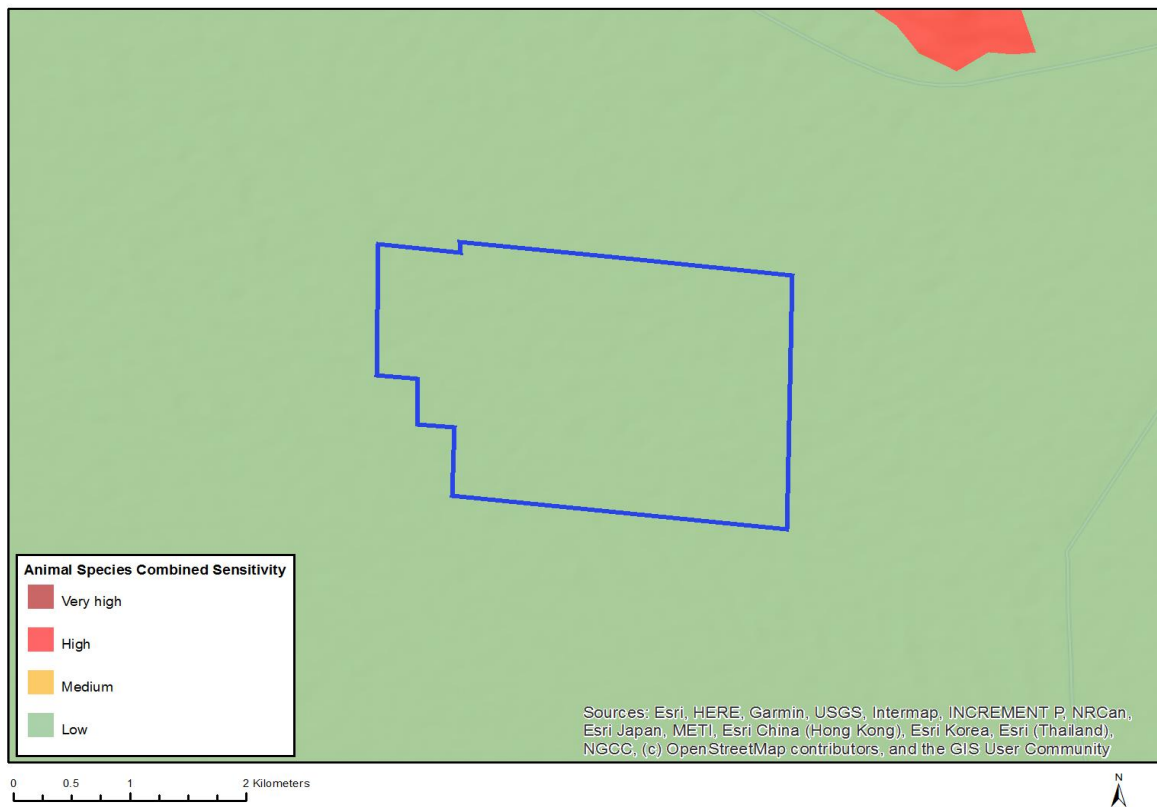 Animal Species Combined Sensitivity
Very high
High
Medium
Low
Sources: Esri, HERE, Garmin, USGS, Intermap, INCREMENT P, NRCan,
Esri Japan, METI, Esri China (Hong Kong), Esri Korea, Esri (Thailand),
NGCC, (c) OpenStreetMap contributors, and the GIS User Community
0 0.5 1 2 Kilometers
N